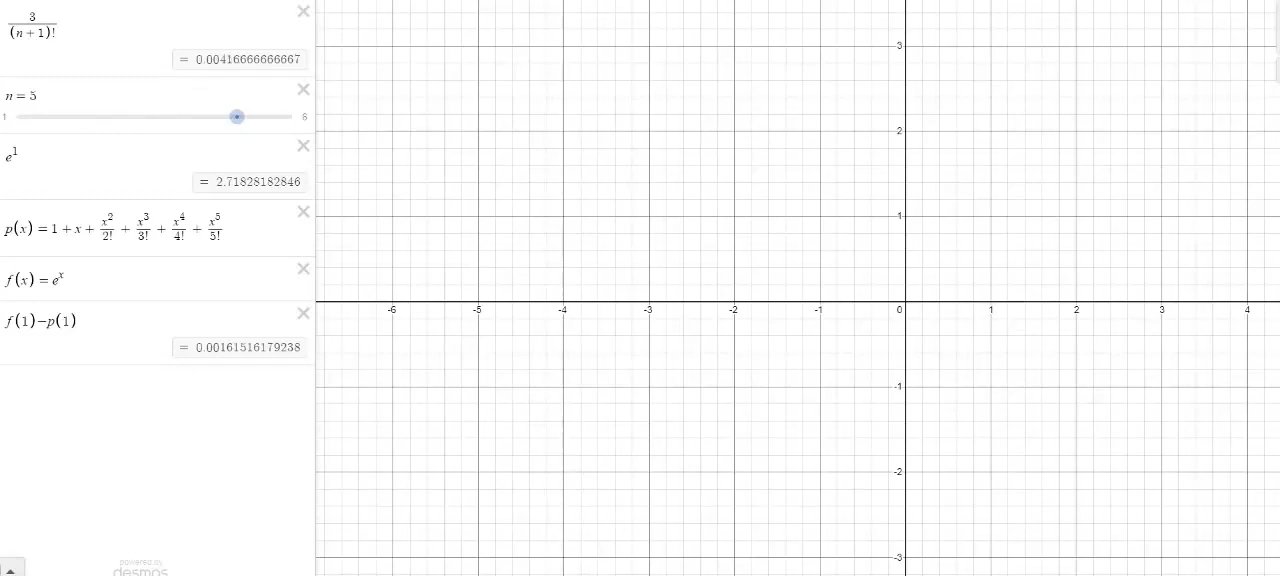 3/(n+1)!
= 0.00416666666667
n = 5
1 6
e^1
= 2.71828182846
p(x) = 1 + x + x^2/2! + x^3/3! + x^4/4! + x^5/5!
f(x) = e^x
f(1)−p(1)
= 0.00161516179238
powered by
desmos
3
2
1
-6 -5 -4 -3 -2 -1 0 1 2 3 4
-1
-2
-3